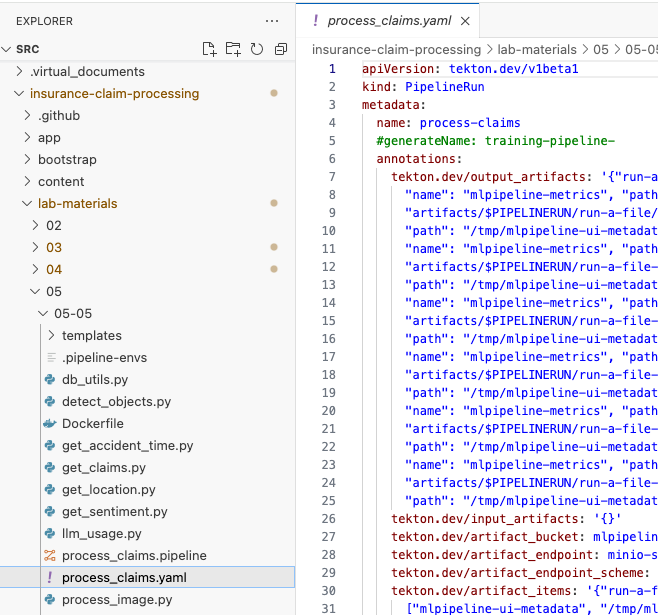 EXPLORER
SRC
.virtual_documents
insurance-claim-processing
.github
app
bootstrap
content
lab-materials
02
03
04
05
05-05
templates
.pipeline-envs
db_utils.py
detect_objects.py
Dockerfile
get_accident_time.py
get_claims.py
get_location.py
get_sentiment.py
llm_usage.py
process_claims.pipeline
! process_claims.yaml
process_image.py
! process_claims.yaml
insurance-claim-processing > lab-materials > 05 > 05-05
1 apiVersion: tekton.dev/v1beta1
2 kind: PipelineRun
3 metadata:
4 name: process-claims
5 #generateName: training-pipeline-
6 annotations:
7 tekton.dev/output_artifacts: '{"run-a
8 "name": "mlpipeline-metrics", "path
9 "artifacts/$PIPELINERUN/run-a-file/
10 "path": "/tmp/mlpipeline-ui-metadat
11 "name": "mlpipeline-metrics", "path
12 "artifacts/$PIPELINERUN/run-a-file-
13 "path": "/tmp/mlpipeline-ui-metadat
14 "name": "mlpipeline-metrics", "path
15 "artifacts/$PIPELINERUN/run-a-file-
16 "path": "/tmp/mlpipeline-ui-metadat
17 "name": "mlpipeline-metrics", "path
18 "artifacts/$PIPELINERUN/run-a-file-
19 "path": "/tmp/mlpipeline-ui-metadat
20 "name": "mlpipeline-metrics", "path
21 "artifacts/$PIPELINERUN/run-a-file-
22 "path": "/tmp/mlpipeline-ui-metadat
23 "name": "mlpipeline-metrics", "path
24 "artifacts/$PIPELINERUN/run-a-file-
25 "path": "/tmp/mlpipeline-ui-metadat
26 tekton.dev/input_artifacts: '{}'
27 tekton.dev/artifact_bucket: mlpipelin
28 tekton.dev/artifact_endpoint: minio-s
29 tekton.dev/artifact_endpoint_scheme:
30 tekton.dev/artifact_items: '{"run-a-f
31 ["mlpipeline-ui-metadata", "/tmp/ml